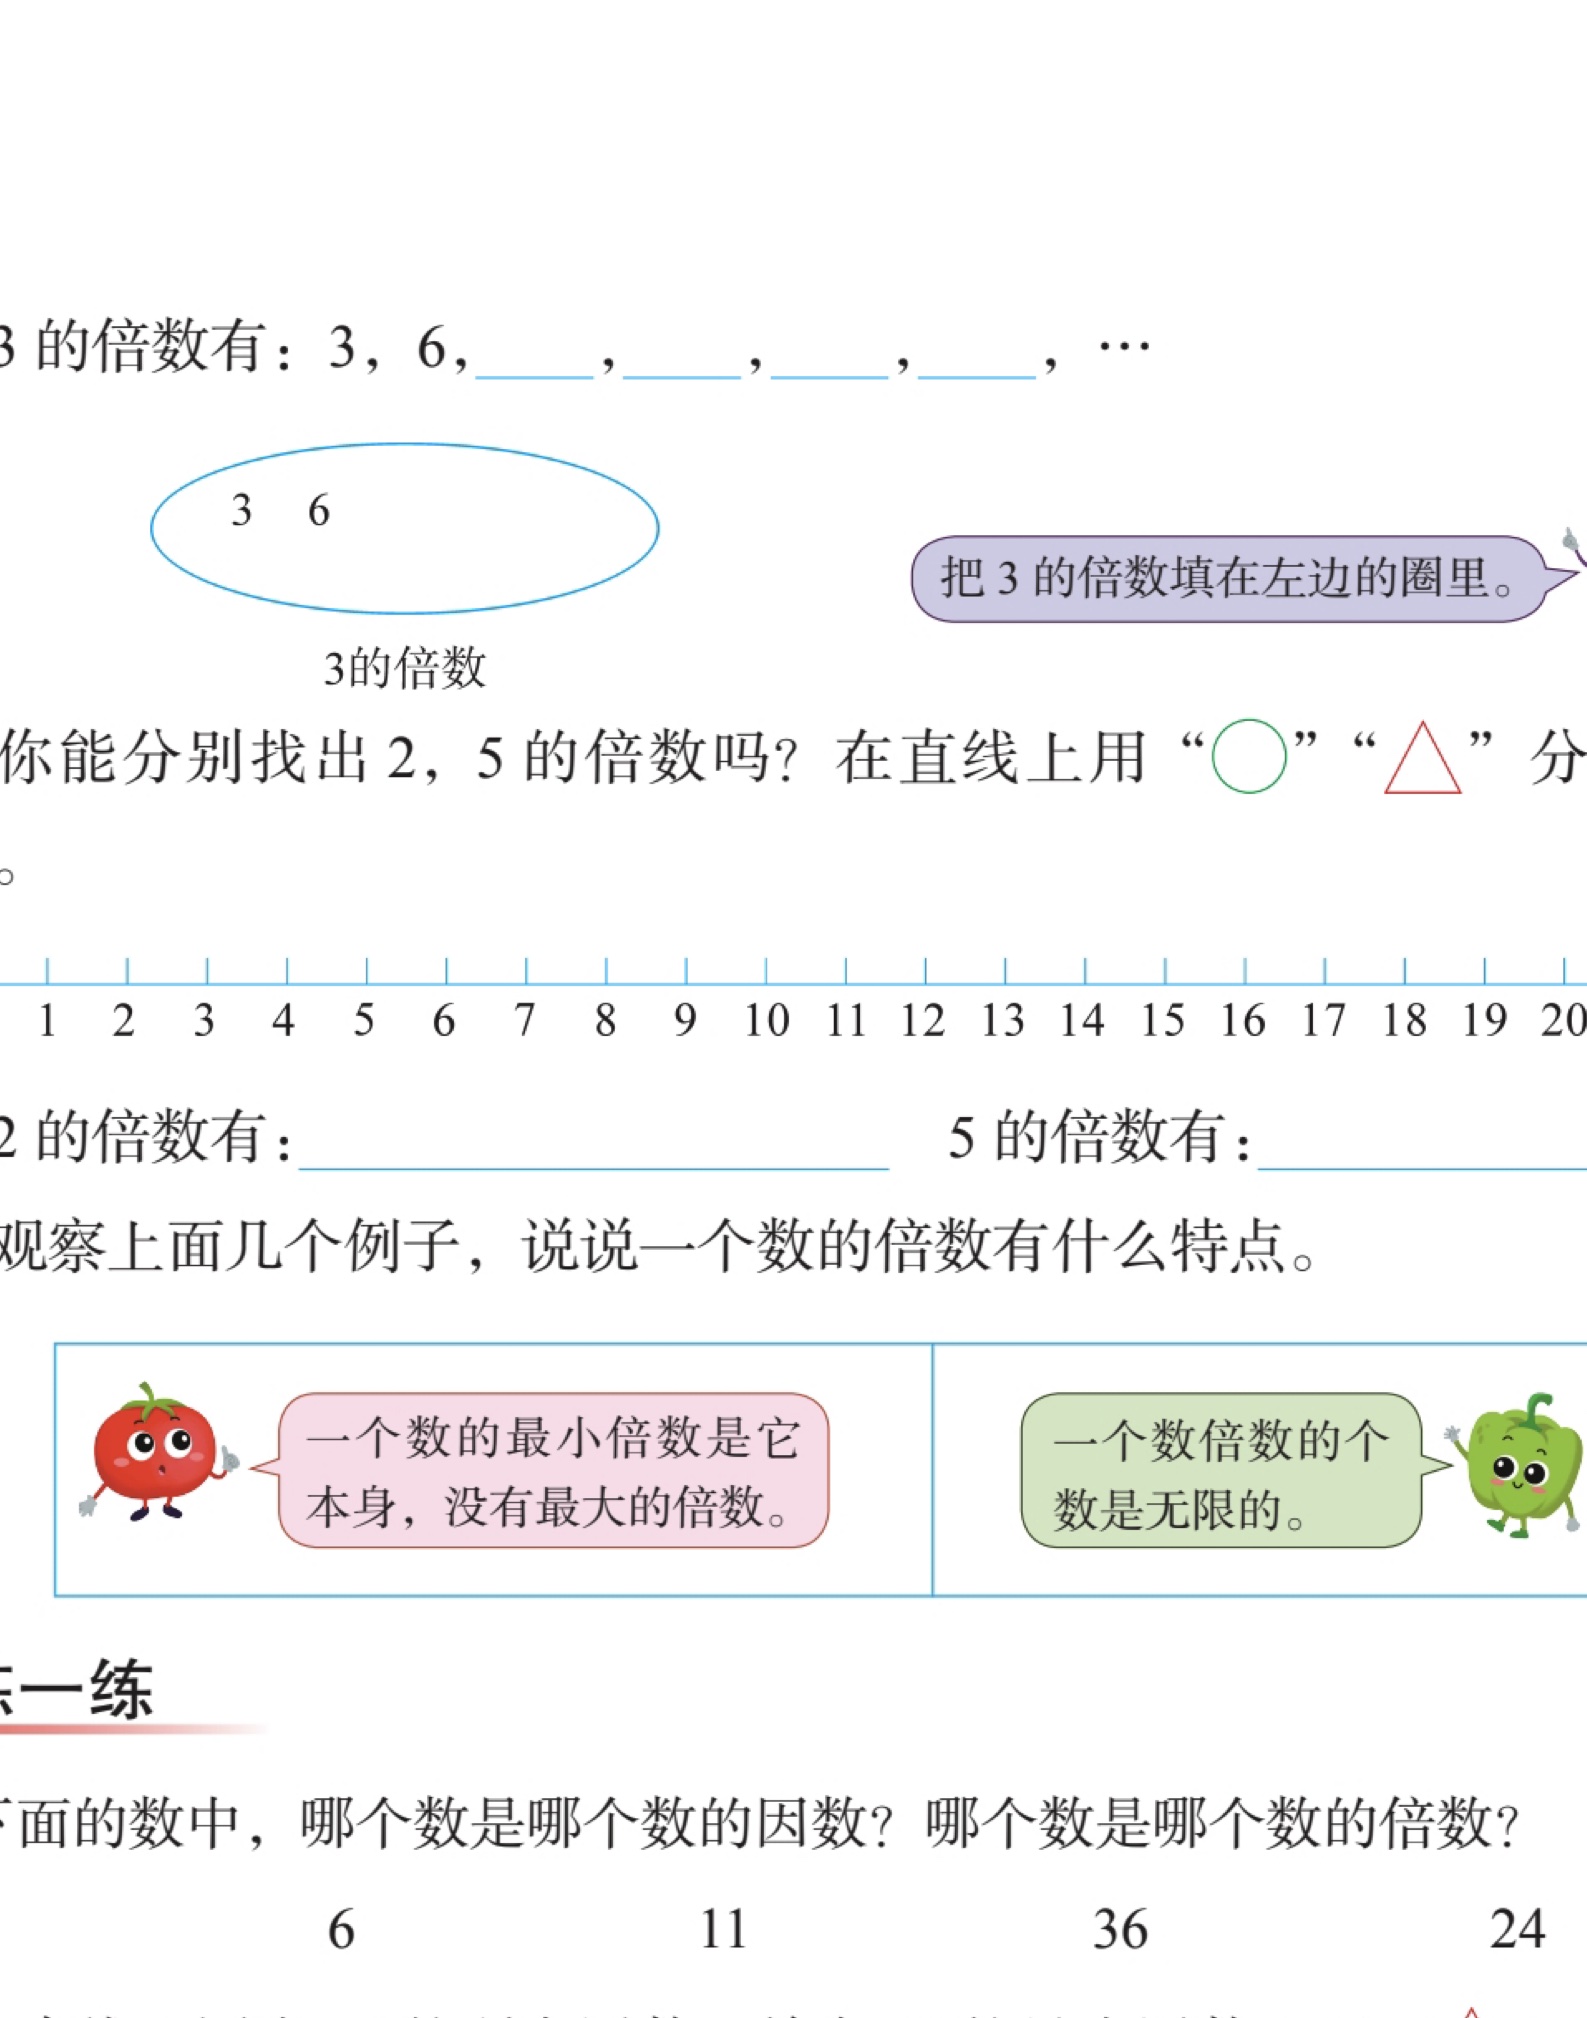 3 的倍数有：3，6，____，____，____，____，…
3 6
把 3 的倍数填在左边的圈里。
3的倍数
你能分别找出 2，5 的倍数吗？在直线上用“○”“△”分
。
1 2 3 4 5 6 7 8 9 10 11 12 13 14 15 16 17 18 19 20
2 的倍数有：____ 5 的倍数有：____
观察上面几个例子，说说一个数的倍数有什么特点。
一个数的最小倍数是它
本身，没有最大的倍数。
一个数倍数的个
数是无限的。
一练
面的数中，哪个数是哪个数的因数？哪个数是哪个数的倍数？
6 11 36 24